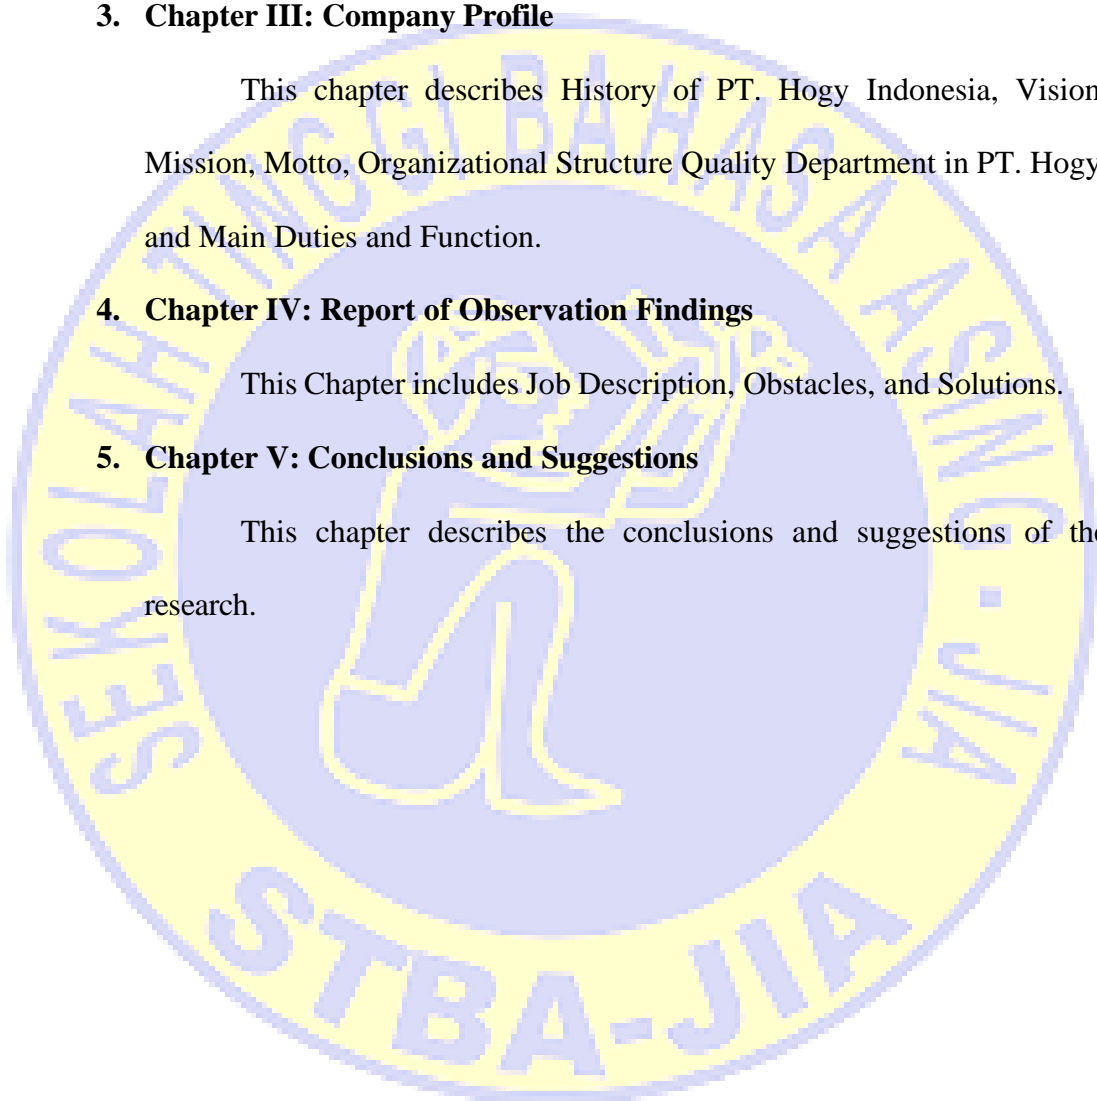 3. Chapter III: Company Profile
This chapter describes History of PT. Hogy Indonesia, Vision
Mission, Motto, Organizational Structure Quality Department in PT. Hogy
and Main Duties and Function.
4. Chapter IV: Report of Observation Findings
This Chapter includes Job Description, Obstacles, and Solutions.
5. Chapter V: Conclusions and Suggestions
This chapter describes the conclusions and suggestions of the
research.
SEKOLAH TINGGI BAHASA ASING - JIA
STBA-JIA